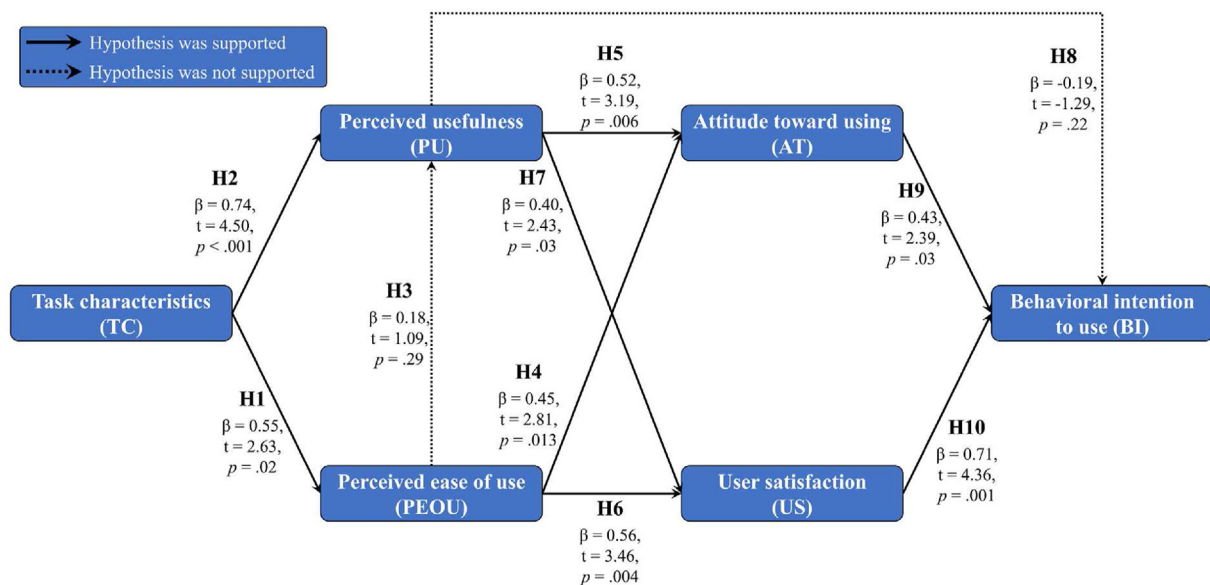 Hypothesis was supported
Hypothesis was not supported
H5
β = 0.52,
t = 3.19,
p = .006
H8
β = -0.19,
t = -1.29,
p = .22
Perceived usefulness
(PU)
Attitude toward using
(AT)
H2
β = 0.74,
t = 4.50,
p < .001
H7
β = 0.40,
t = 2.43,
p = .03
H9
β = 0.43,
t = 2.39,
p = .03
Task characteristics
(TC)
H3
β = 0.18,
t = 1.09,
p = .29
Behavioral intention
to use (BI)
H1
β = 0.55,
t = 2.63,
p = .02
H4
β = 0.45,
t = 2.81,
p = .013
H10
β = 0.71,
t = 4.36,
p = .001
Perceived ease of use
(PEOU)
User satisfaction
(US)
H6
β = 0.56,
t = 3.46,
p = .004